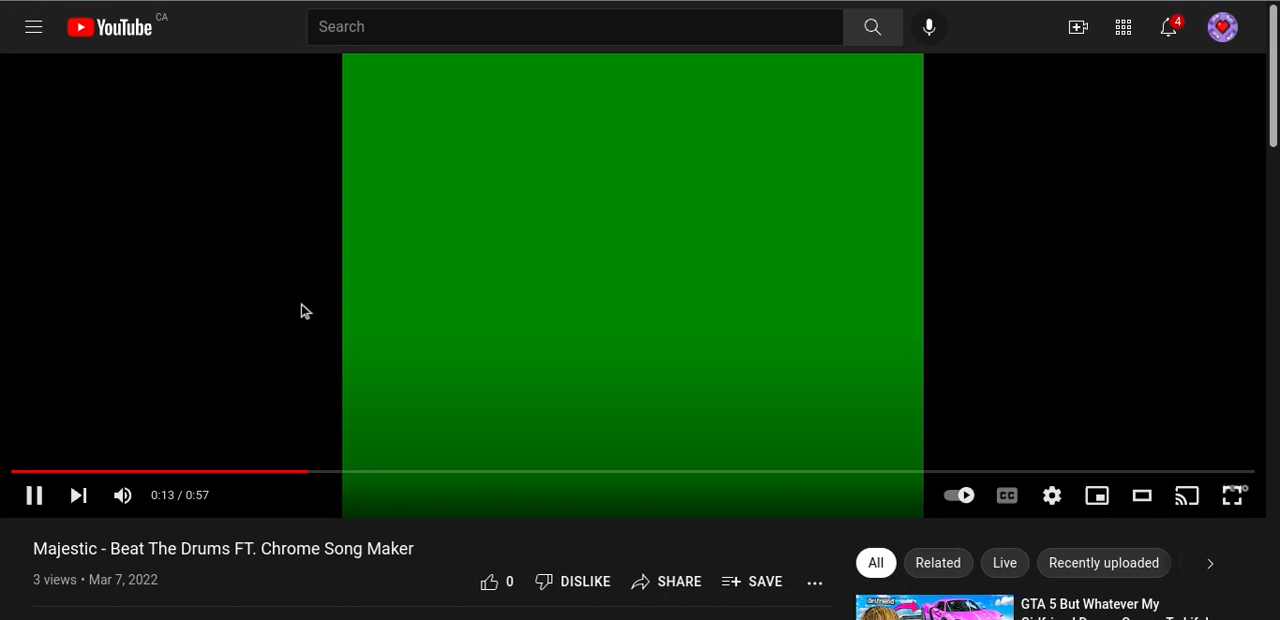 YouTube CA
Search
4
0:13 / 0:57
CC
Majestic - Beat The Drums FT. Chrome Song Maker
3 views • Mar 7, 2022
0 DISLIKE SHARE SAVE ...
All Related Live Recently uploaded
GTA 5 But Whatever My